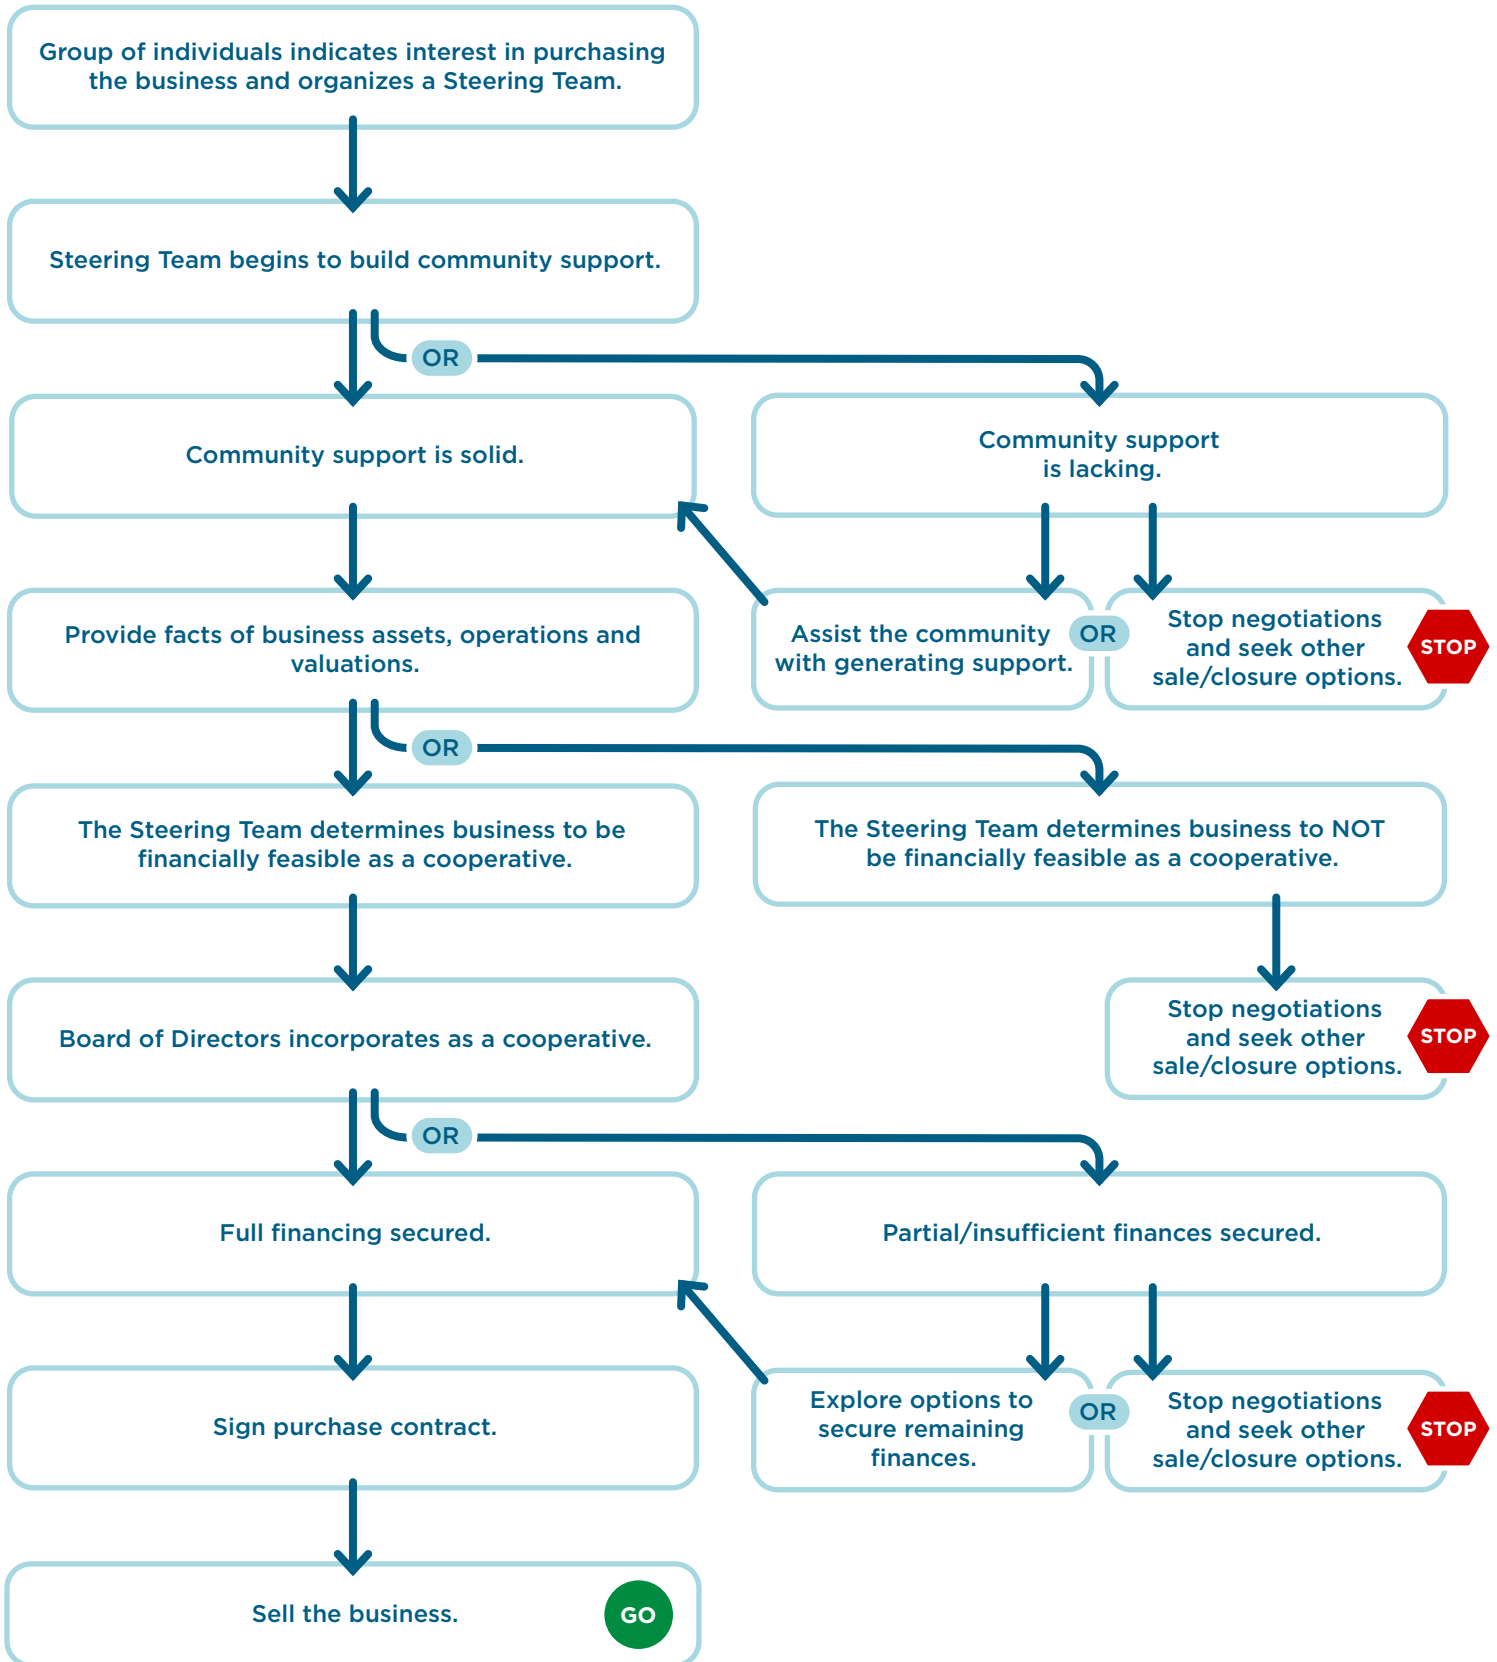 Group of individuals indicates interest in purchasing
the business and organizes a Steering Team.
Steering Team begins to build community support.
OR
Community support is solid.
Community support
is lacking.
Provide facts of business assets, operations and
valuations.
Assist the community
with generating support.
OR
Stop negotiations
and seek other
sale/closure options.
STOP
OR
The Steering Team determines business to be
financially feasible as a cooperative.
The Steering Team determines business to NOT
be financially feasible as a cooperative.
Board of Directors incorporates as a cooperative.
Stop negotiations
and seek other
sale/closure options.
STOP
OR
Full financing secured.
Partial/insufficient finances secured.
Sign purchase contract.
Explore options to
secure remaining
finances.
OR
Stop negotiations
and seek other
sale/closure options.
STOP
Sell the business.
GO